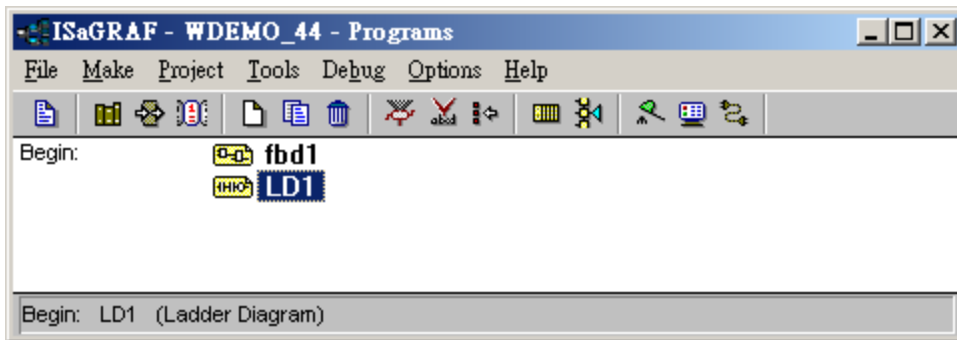 ISaGRAF - WDEMO_44 - Programs
File Make Project Tools Debug Options Help
Begin: fbd1
LD1
Begin: LD1 (Ladder Diagram)